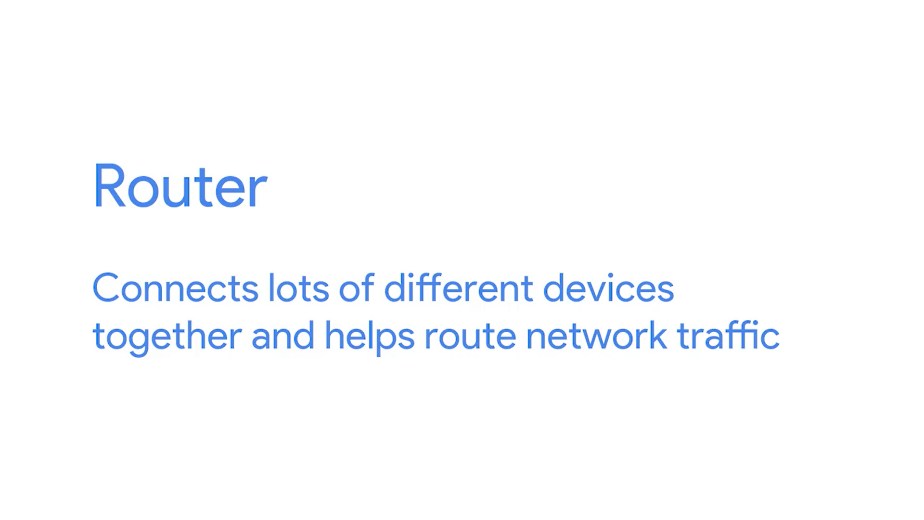 Router
Connects lots of different devices
together and helps route network traffic